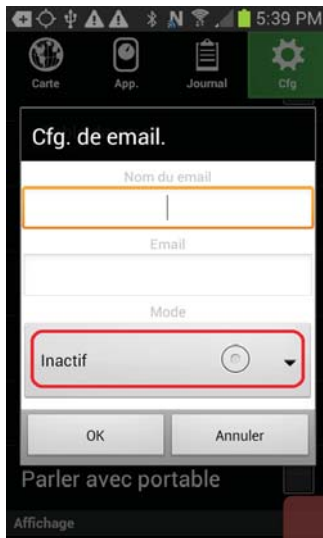 5:39 PM
Carte
App.
Journal
Cfg
Cfg. de email.
Nom du email
Email
Mode
Inactif
OK
Annuler
Parler avec portable
Affichage